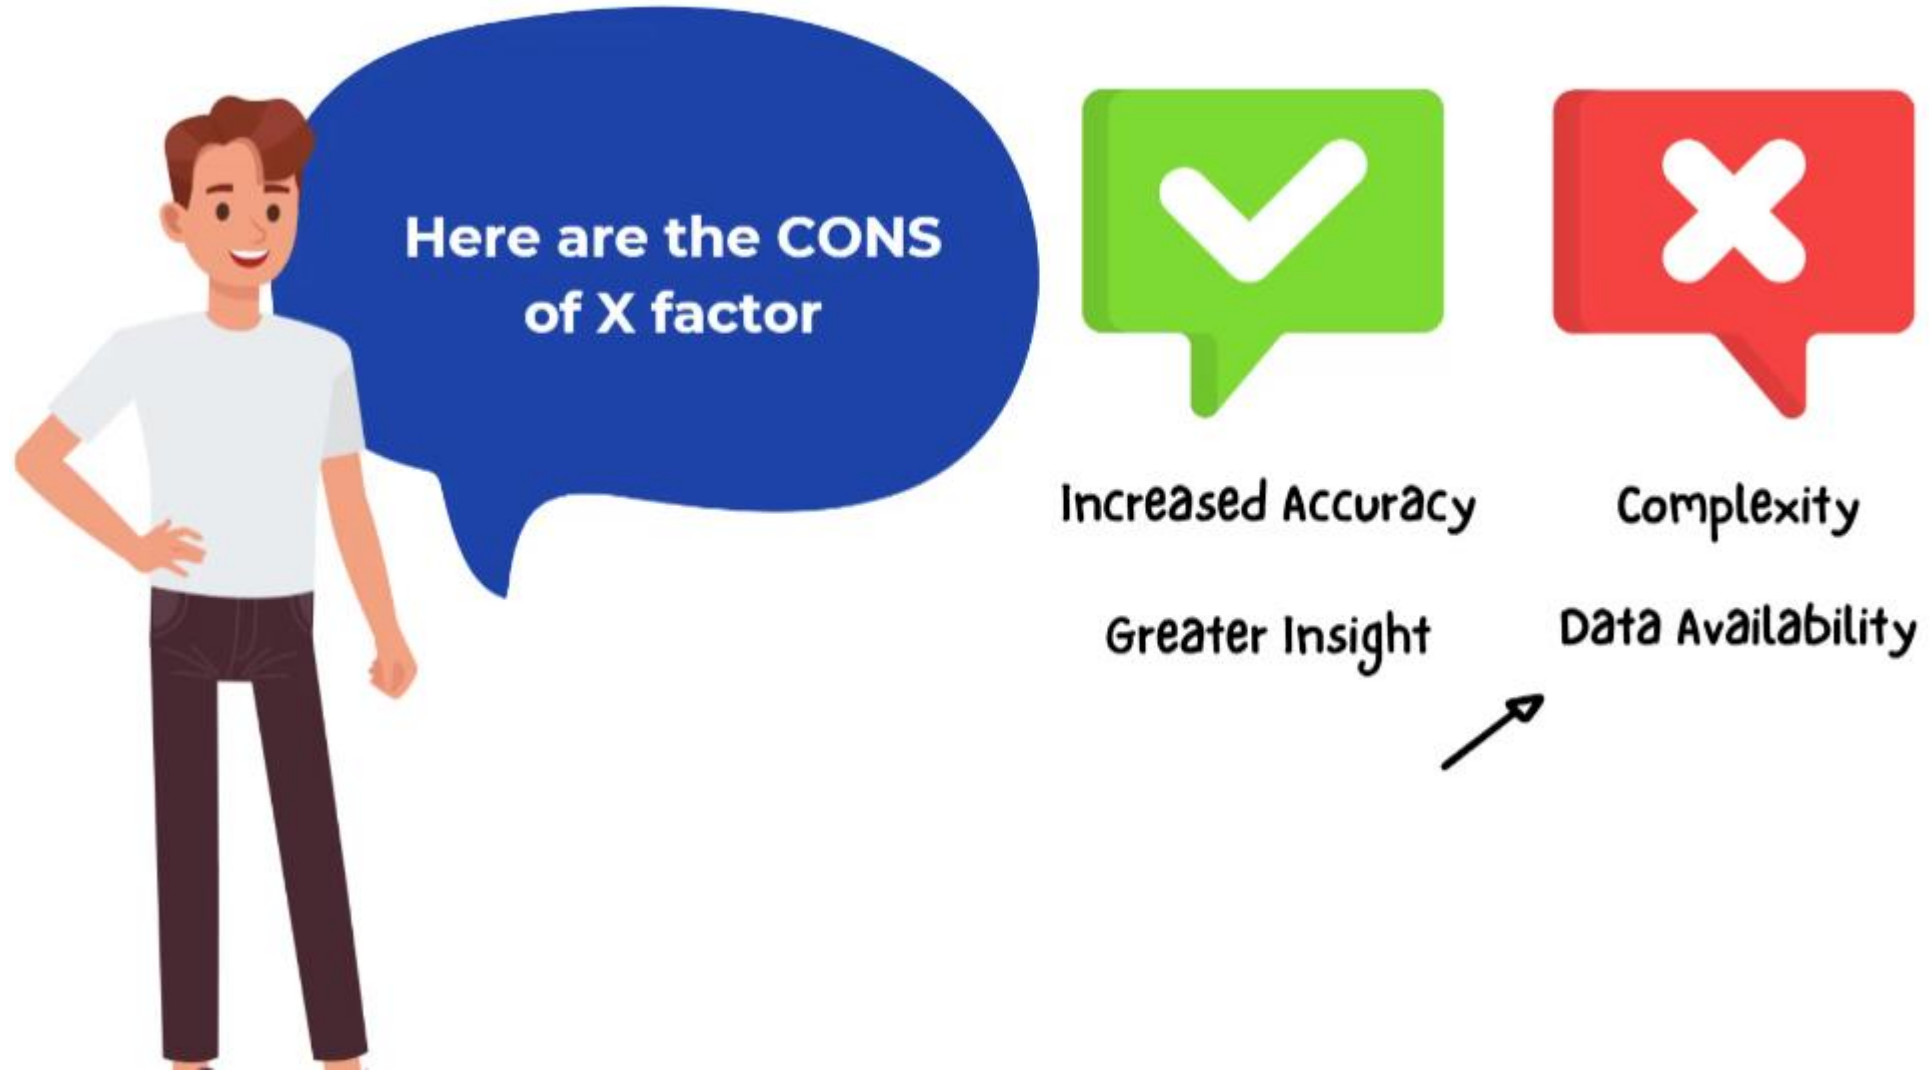 Here are the CONS
of X factor
Increased Accuracy
Greater Insight
Complexity
Data Availability